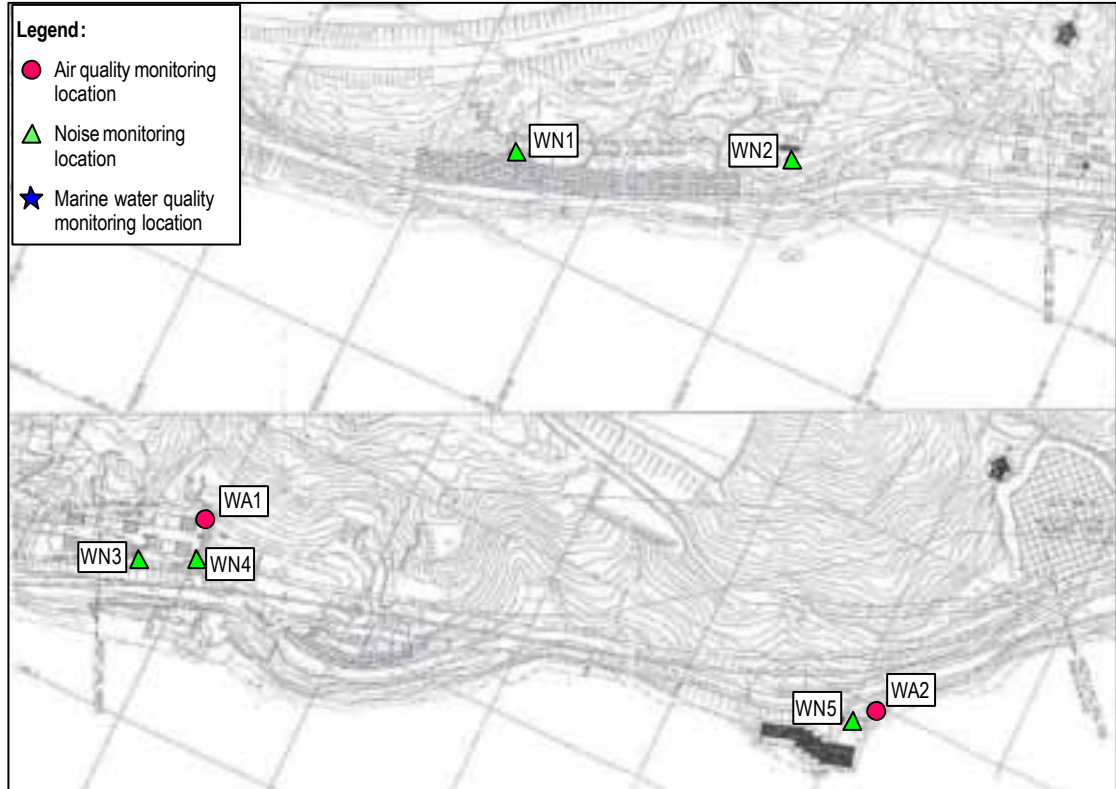 Legend:
Air quality monitoring
location
Noise monitoring
location
Marine water quality
monitoring location
WN1
WN2
WA1
WN3
WN4
WN5
WA2